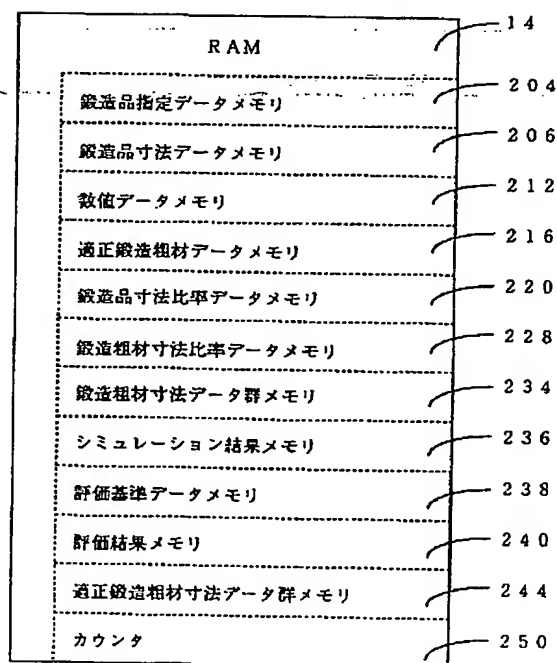 RAM 14
鍛造品指定データメモリ 204
鍛造品寸法データメモリ 206
数値データメモリ 212
適正鍛造粗材データメモリ 216
鍛造品寸法比率データメモリ 220
鍛造粗材寸法比率データメモリ 228
鍛造粗材寸法データ群メモリ 234
シミュレーション結果メモリ 236
評価基準データメモリ 238
評価結果メモリ 240
適正鍛造粗材寸法データ群メモリ 244
カウンタ 250